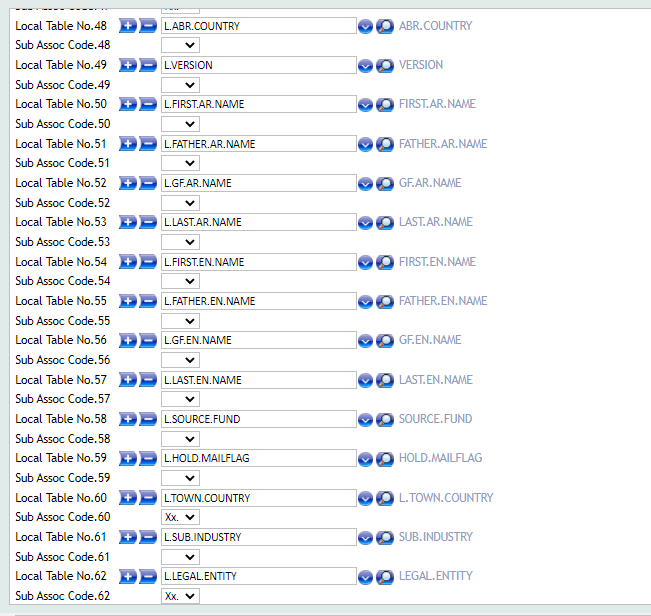 Local Table No.48 L.ABR.COUNTRY ABR.COUNTRY
Sub Assoc Code.48
Local Table No.49 L.VERSION VERSION
Sub Assoc Code.49
Local Table No.50 L.FIRST.AR.NAME FIRST.AR.NAME
Sub Assoc Code.50
Local Table No.51 L.FATHER.AR.NAME FATHER.AR.NAME
Sub Assoc Code.51
Local Table No.52 L.GF.AR.NAME GF.AR.NAME
Sub Assoc Code.52
Local Table No.53 L.LAST.AR.NAME LAST.AR.NAME
Sub Assoc Code.53
Local Table No.54 L.FIRST.EN.NAME FIRST.EN.NAME
Sub Assoc Code.54
Local Table No.55 L.FATHER.EN.NAME FATHER.EN.NAME
Sub Assoc Code.55
Local Table No.56 L.GF.EN.NAME GF.EN.NAME
Sub Assoc Code.56
Local Table No.57 L.LAST.EN.NAME LAST.EN.NAME
Sub Assoc Code.57
Local Table No.58 L.SOURCE.FUND SOURCE.FUND
Sub Assoc Code.58
Local Table No.59 L.HOLD.MAILFLAG HOLD.MAILFLAG
Sub Assoc Code.59
Local Table No.60 L.TOWN.COUNTRY L.TOWN.COUNTRY
Sub Assoc Code.60 Xx.
Local Table No.61 L.SUB.INDUSTRY SUB.INDUSTRY
Sub Assoc Code.61
Local Table No.62 L.LEGAL.ENTITY LEGAL.ENTITY
Sub Assoc Code.62 Xx.